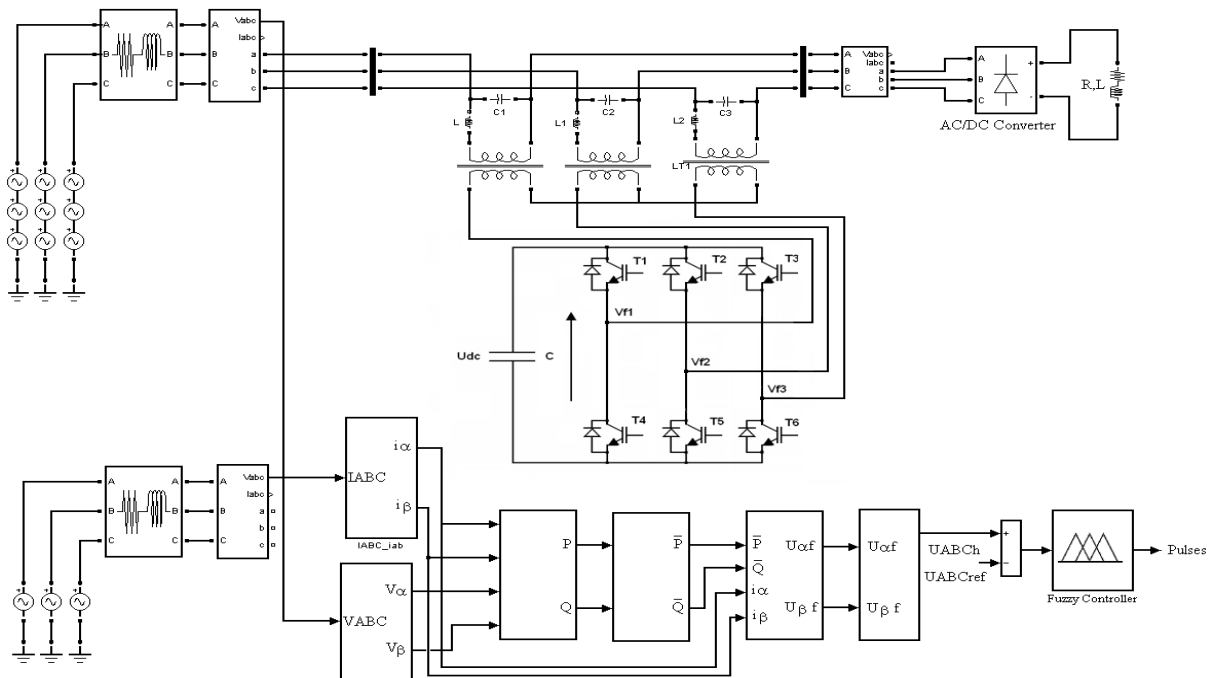 A A A Vabc
Iabc
B B B a
b
C C C c
A Vabc
Iabc
B a
b
C c
A +
B
C -
R,L
AC/DC Converter
C1
C2
C3
L
L1
L2
LT1
+ + +
+ + +
+ + +
T1
T2
T3
Vf1
Udc
C
Vf2
Vf3
T4
T5
T6
A A A Vabc
Iabc
B B B a
b
C C C c
+ + +
IABC
iα
iβ
IABC_iab
VABC
Vα
Vβ
P
Q
P̅
Q̅
P̅
Q̅
iα
iβ
Uαf
Uβ f
Uαf
Uβ f
UABCh
UABCref
+
−
Fuzzy Controller
Pulses